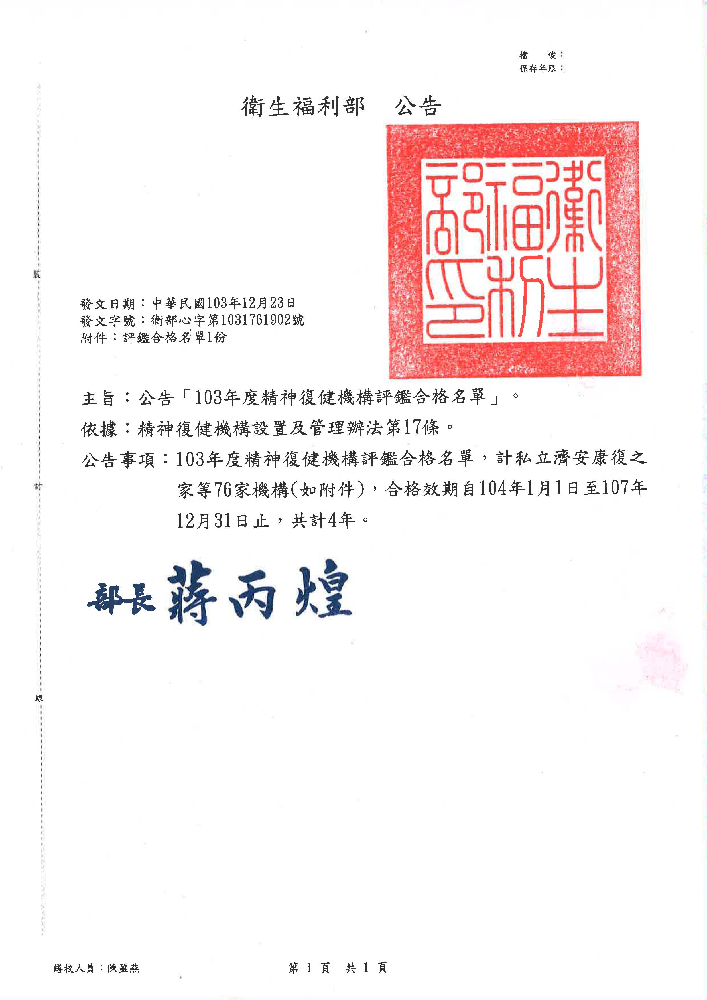 檔　　號：
保存年限：
衛生福利部　公告
衛生福利部印
發文日期：中華民國103年12月23日
發文字號：衛部心字第1031761902號
附件：評鑑合格名單1份
主旨：公告「103年度精神復健機構評鑑合格名單」。
依據：精神復健機構設置及管理辦法第17條。
公告事項：103年度精神復健機構評鑑合格名單，計私立濟安康復之
家等76家機構(如附件)，合格效期自104年1月1日至107年
12月31日止，共計4年。
部長 蔣丙煌
裝
訂
線
繕校人員：陳盈燕
第 1 頁　共 1 頁